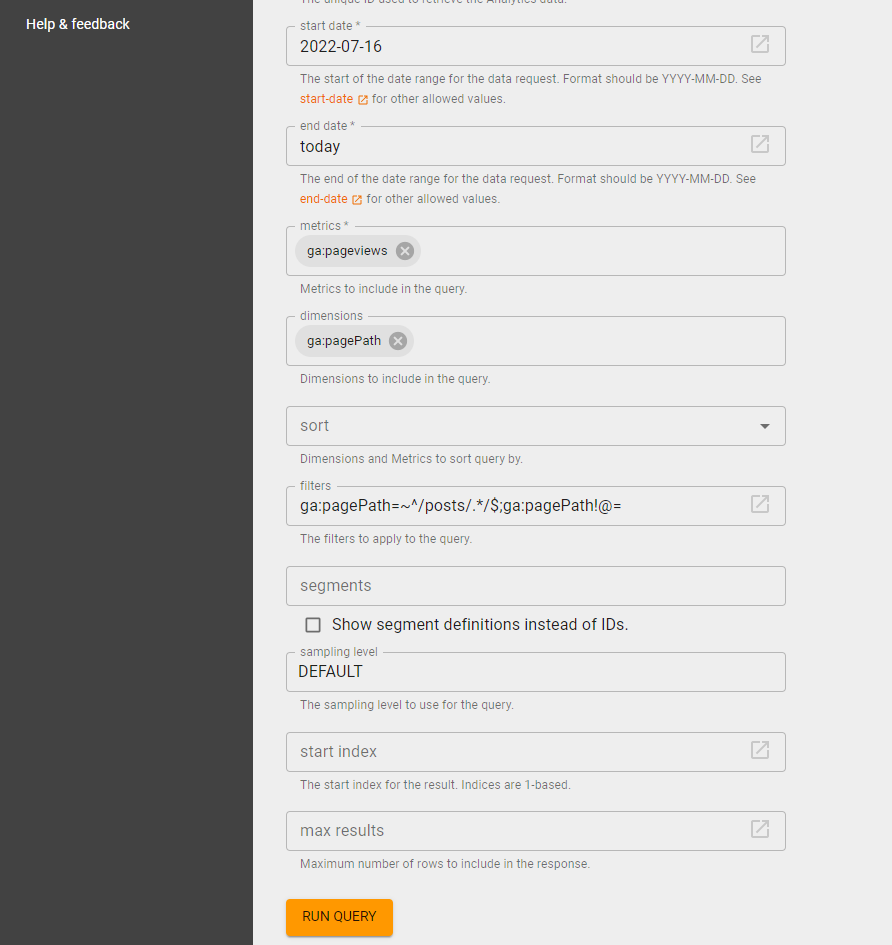 Help & feedback
The unique ID used to retrieve the Analytics data.
start date *
2022-07-16
The start of the date range for the data request. Format should be YYYY-MM-DD. See
start-date for other allowed values.
end date *
today
The end of the date range for the data request. Format should be YYYY-MM-DD. See
end-date for other allowed values.
metrics *
ga:pageviews
Metrics to include in the query.
dimensions
ga:pagePath
Dimensions to include in the query.
sort
Dimensions and Metrics to sort query by.
filters
ga:pagePath=~^/posts/.*/$;ga:pagePath!@=
The filters to apply to the query.
segments
Show segment definitions instead of IDs.
sampling level
DEFAULT
The sampling level to use for the query.
start index
The start index for the result. Indices are 1-based.
max results
Maximum number of rows to include in the response.
RUN QUERY